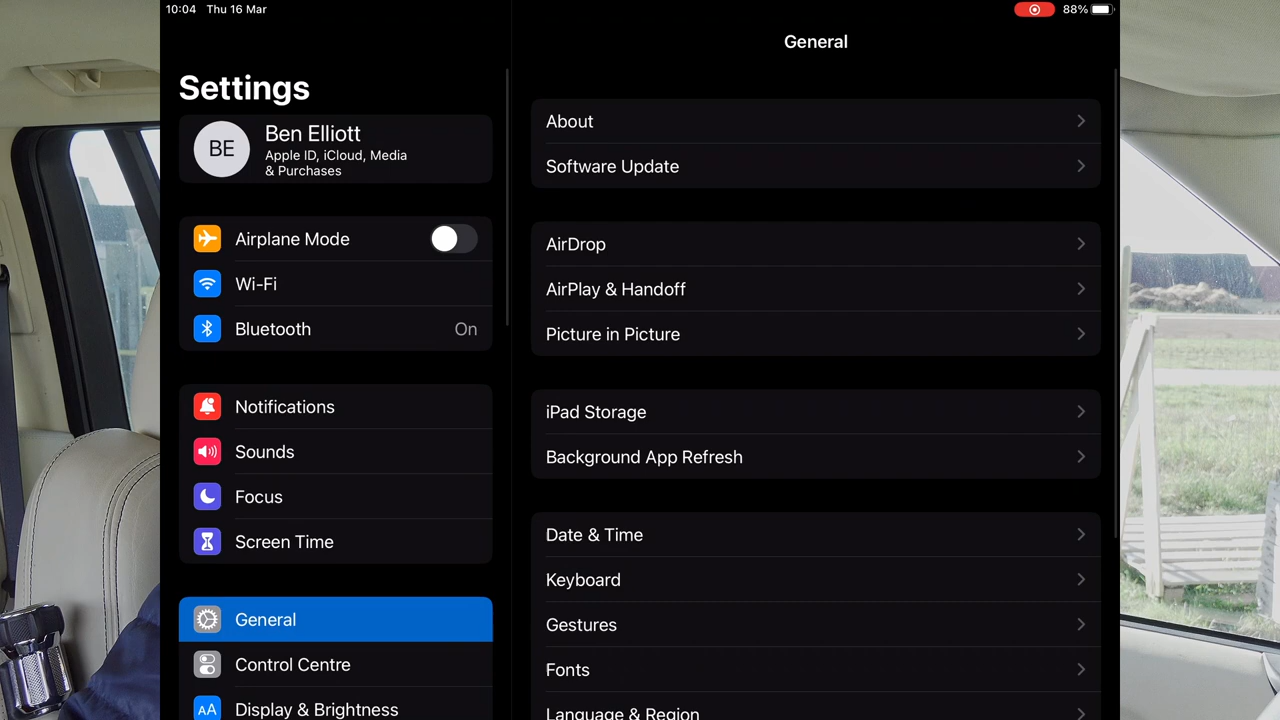 10:04 Thu 16 Mar
88%
Settings
BE
Ben Elliott
Apple ID, iCloud, Media
& Purchases
Airplane Mode
Wi-Fi
Bluetooth On
Notifications
Sounds
Focus
Screen Time
General
Control Centre
AA Display & Brightness
General
About
Software Update
AirDrop
AirPlay & Handoff
Picture in Picture
iPad Storage
Background App Refresh
Date & Time
Keyboard
Gestures
Fonts
Language & Region